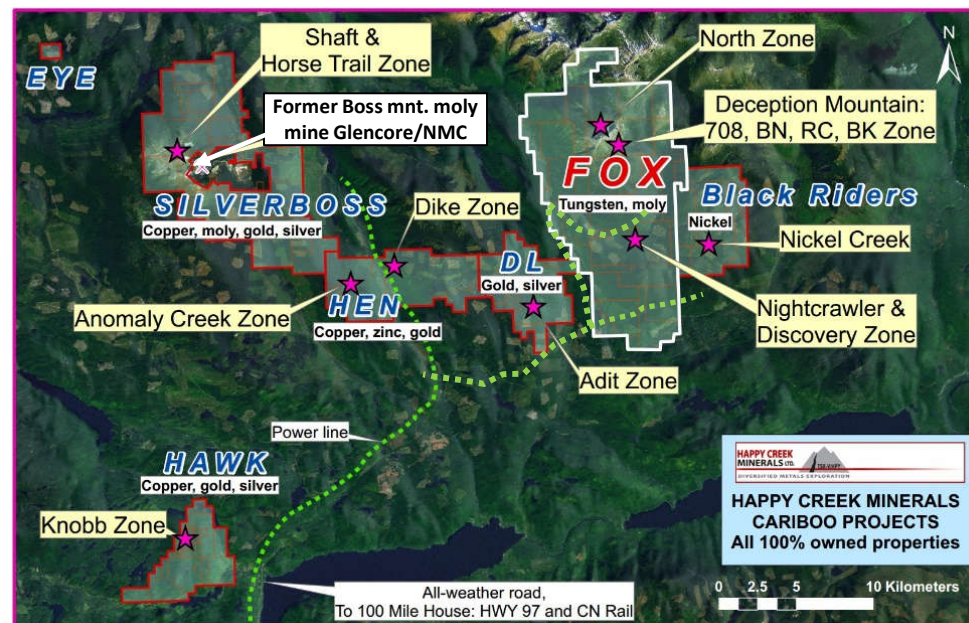 Shaft &
Horse Trail Zone
North Zone
N
EYE
Former Boss mnt. moly
mine Glencore/NMC
Deception Mountain:
708, BN, RC, BK Zone
FOX
Tungsten, moly
Black Riders
Nickel
SILVERBOSS
Copper, moly, gold, silver
Dike Zone
Nickel Creek
DL
Gold, silver
HEN
Copper, zinc, gold
Anomaly Creek Zone
Nightcrawler &
Discovery Zone
Adit Zone
Power line
HAWK
Copper, gold, silver
Knobb Zone
HAPPY CREEK
MINERALS LTD.
TSX.V:HPY
DIVERSIFIED METALS EXPLORATION
HAPPY CREEK MINERALS
CARIBOO PROJECTS
All 100% owned properties
All-weather road,
To 100 Mile House: HWY 97 and CN Rail
0 2.5 5 10 Kilometers